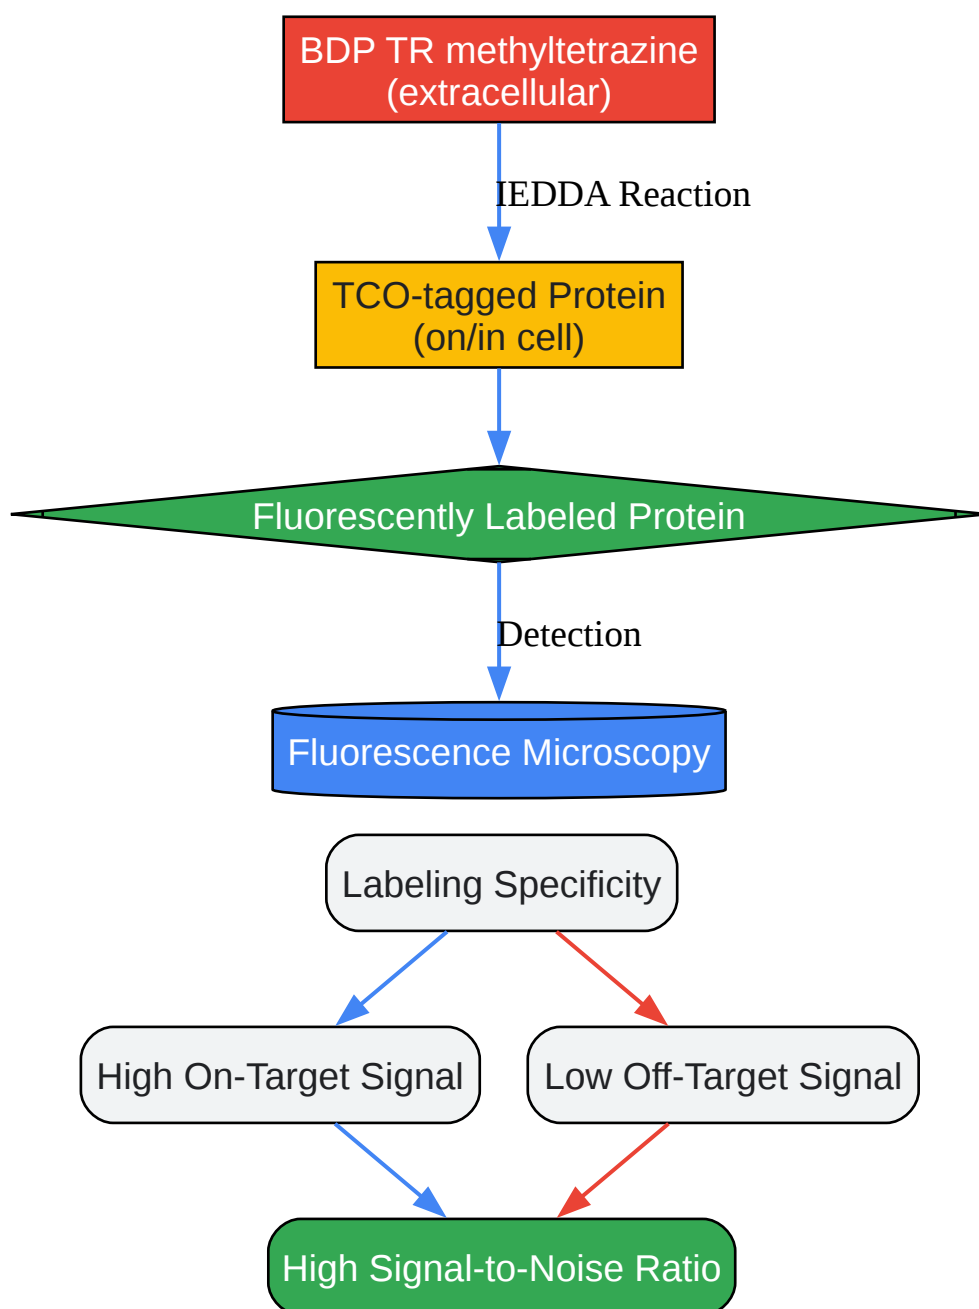 BDP TR methyltetrazine
(extracellular)
IEDDA Reaction
TCO-tagged Protein
(on/in cell)
Fluorescently Labeled Protein
Detection
Fluorescence Microscopy
Labeling Specificity
High On-Target Signal
Low Off-Target Signal
High Signal-to-Noise Ratio